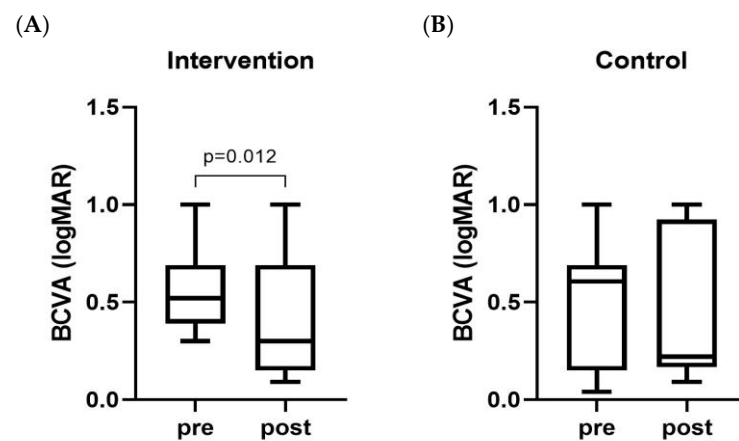 (A)
Intervention
1.5
p=0.012
1.0
0.5
0.0
BCVA (logMAR)
pre post
(B)
Control
1.5
1.0
0.5
0.0
BCVA (logMAR)
pre post